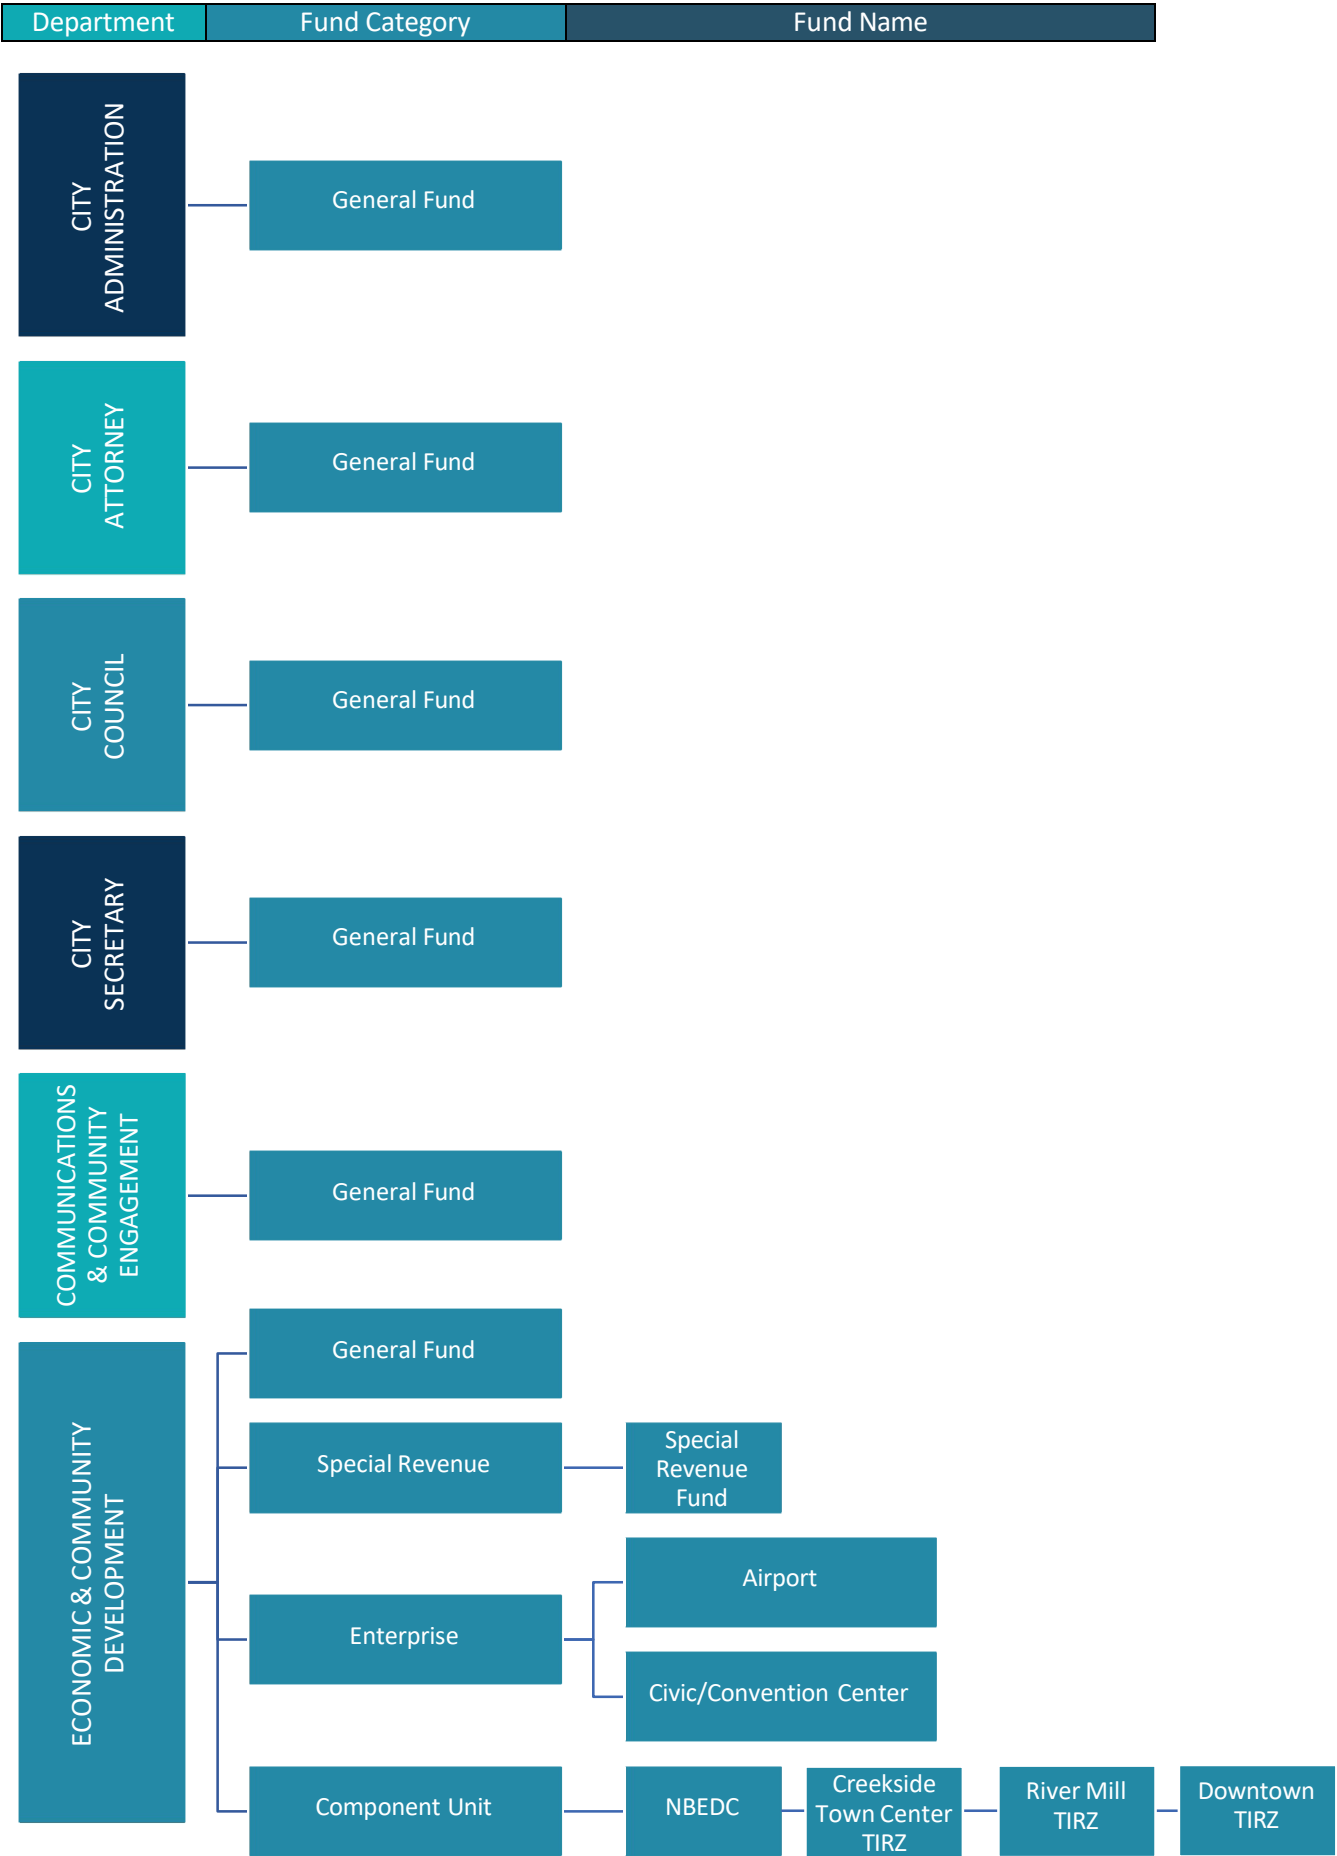 Department
Fund Category
Fund Name
CITY
ADMINISTRATION
General Fund
CITY
ATTORNEY
General Fund
CITY
COUNCIL
General Fund
CITY
SECRETARY
General Fund
COMMUNICATIONS
& COMMUNITY
ENGAGEMENT
General Fund
ECONOMIC & COMMUNITY
DEVELOPMENT
General Fund
Special Revenue
Special
Revenue
Fund
Enterprise
Airport
Civic/Convention Center
Component Unit
NBEDC
Creekside
Town Center
TIRZ
River Mill
TIRZ
Downtown
TIRZ